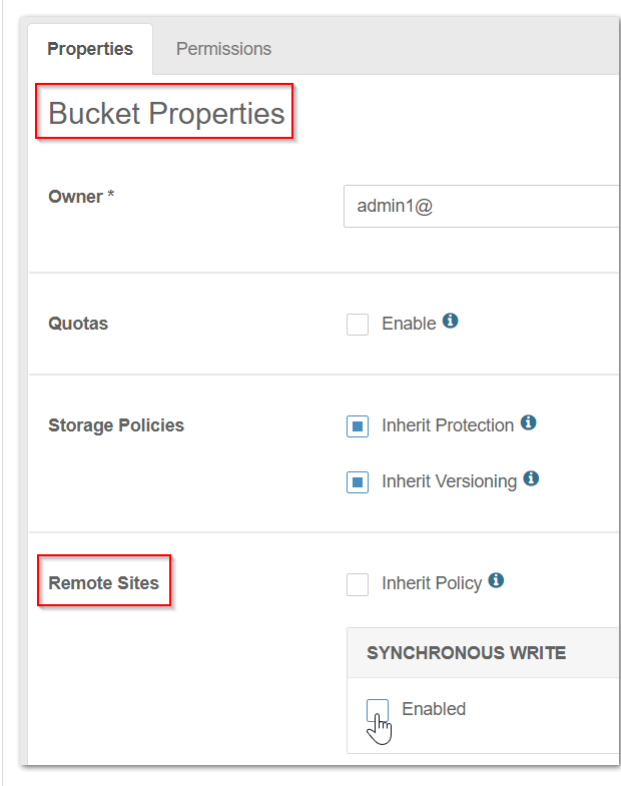 Properties Permissions
Bucket Properties
Owner * admin1@
Quotas Enable
Storage Policies Inherit Protection
Inherit Versioning
Remote Sites Inherit Policy
SYNCHRONOUS WRITE
Enabled